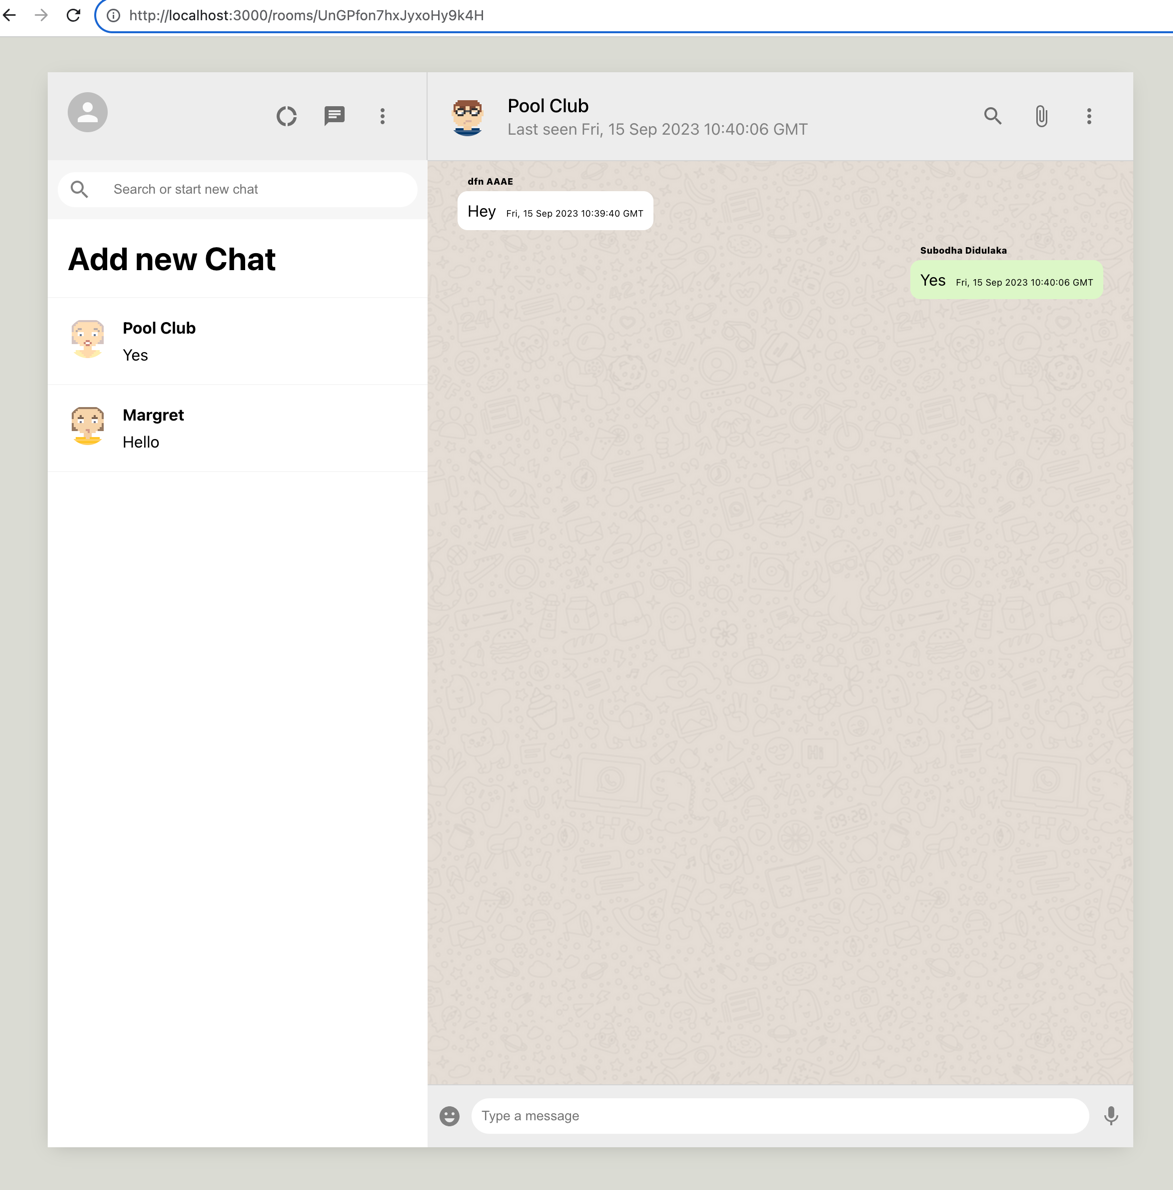 http://localhost:3000/rooms/UnGPfon7hxJyxoHy9k4H
Pool Club
Last seen Fri, 15 Sep 2023 10:40:06 GMT
Search or start new chat
Add new Chat
Pool Club
Yes
Margret
Hello
dfn AAAE
Hey Fri, 15 Sep 2023 10:39:40 GMT
Subodha Didulaka
Yes Fri, 15 Sep 2023 10:40:06 GMT
09:28
Type a message